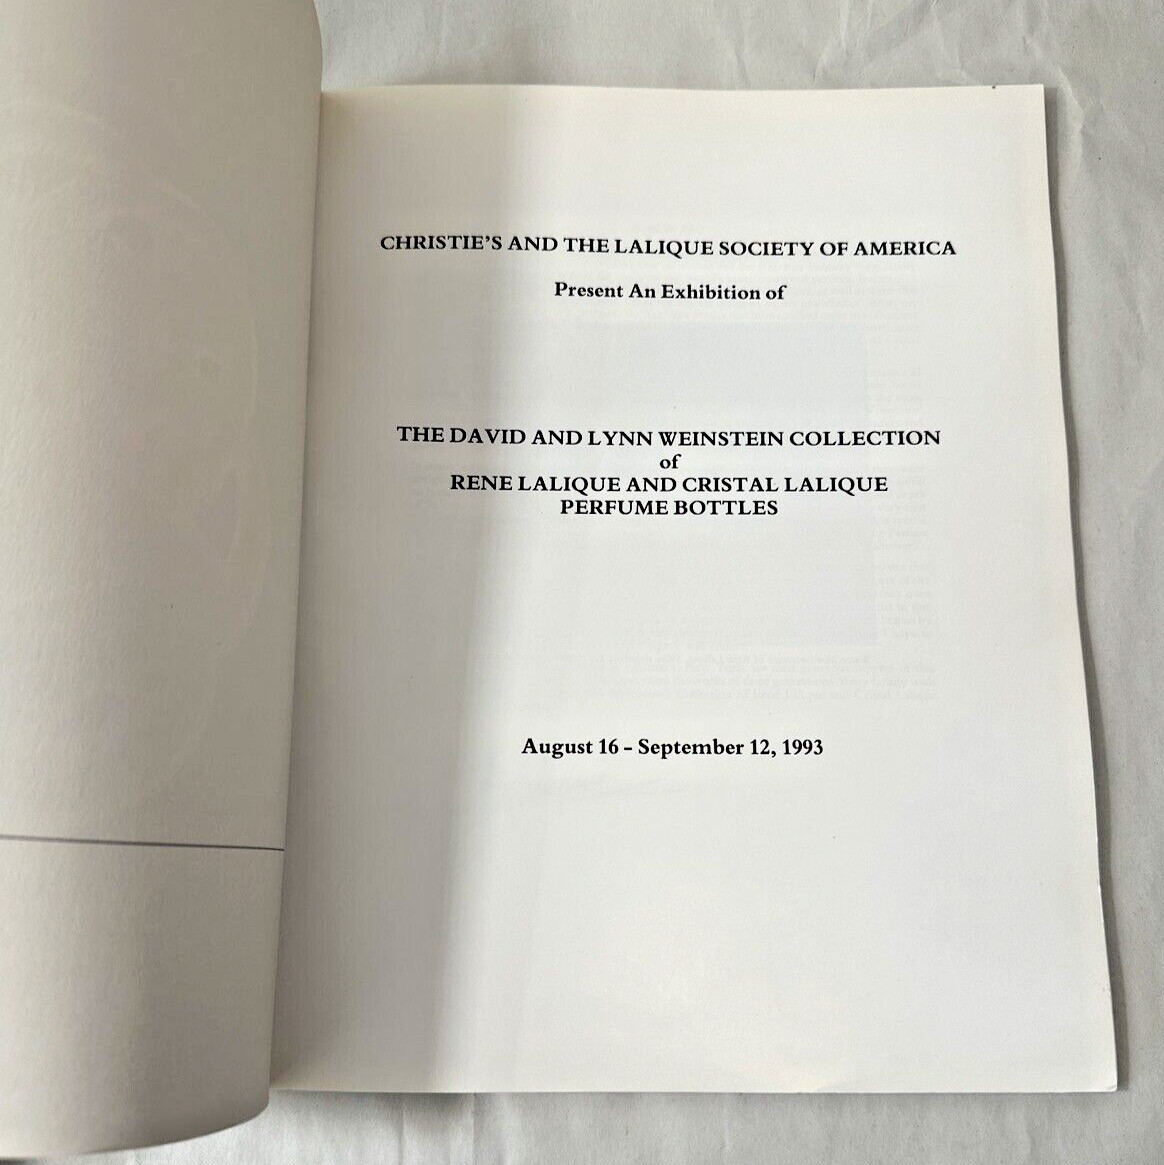 CHRISTIE'S AND THE LALIQUE SOCIETY OF AMERICA
Present An Exhibition of
THE DAVID AND LYNN WEINSTEIN COLLECTION
of
RENE LALIQUE AND CRISTAL LALIQUE
PERFUME BOTTLES
August 16 - September 12, 1993